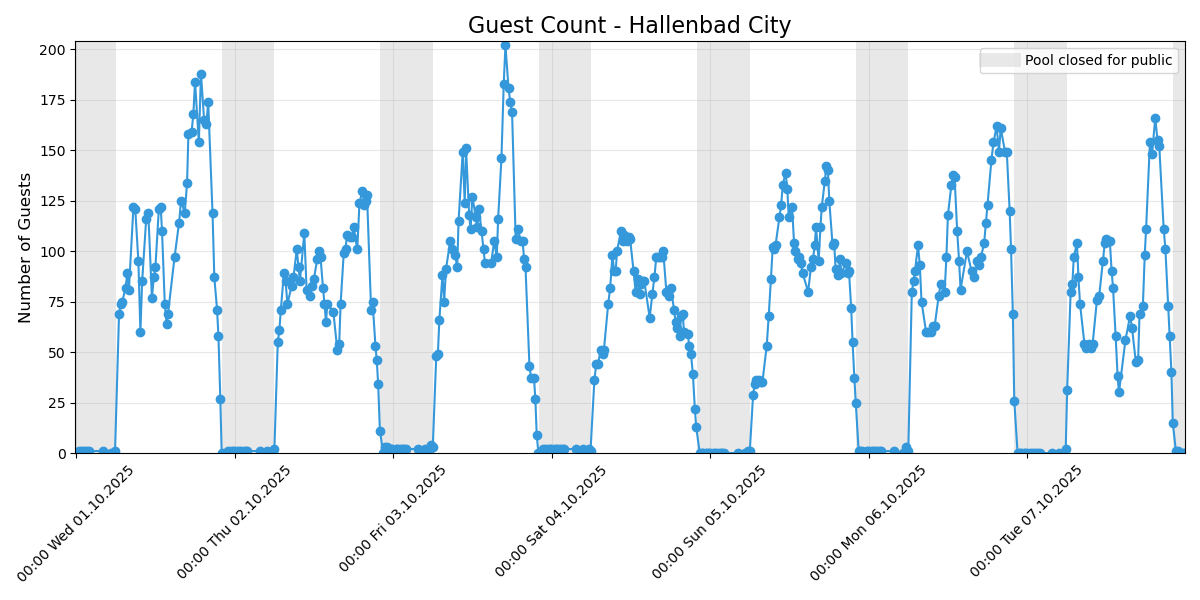 Guest Count - Hallenbad City
Pool closed for public
Number of Guests
200
175
150
125
100
75
50
25
0
00:00 Wed 01.10.2025
00:00 Thu 02.10.2025
00:00 Fri 03.10.2025
00:00 Sat 04.10.2025
00:00 Sun 05.10.2025
00:00 Mon 06.10.2025
00:00 Tue 07.10.2025